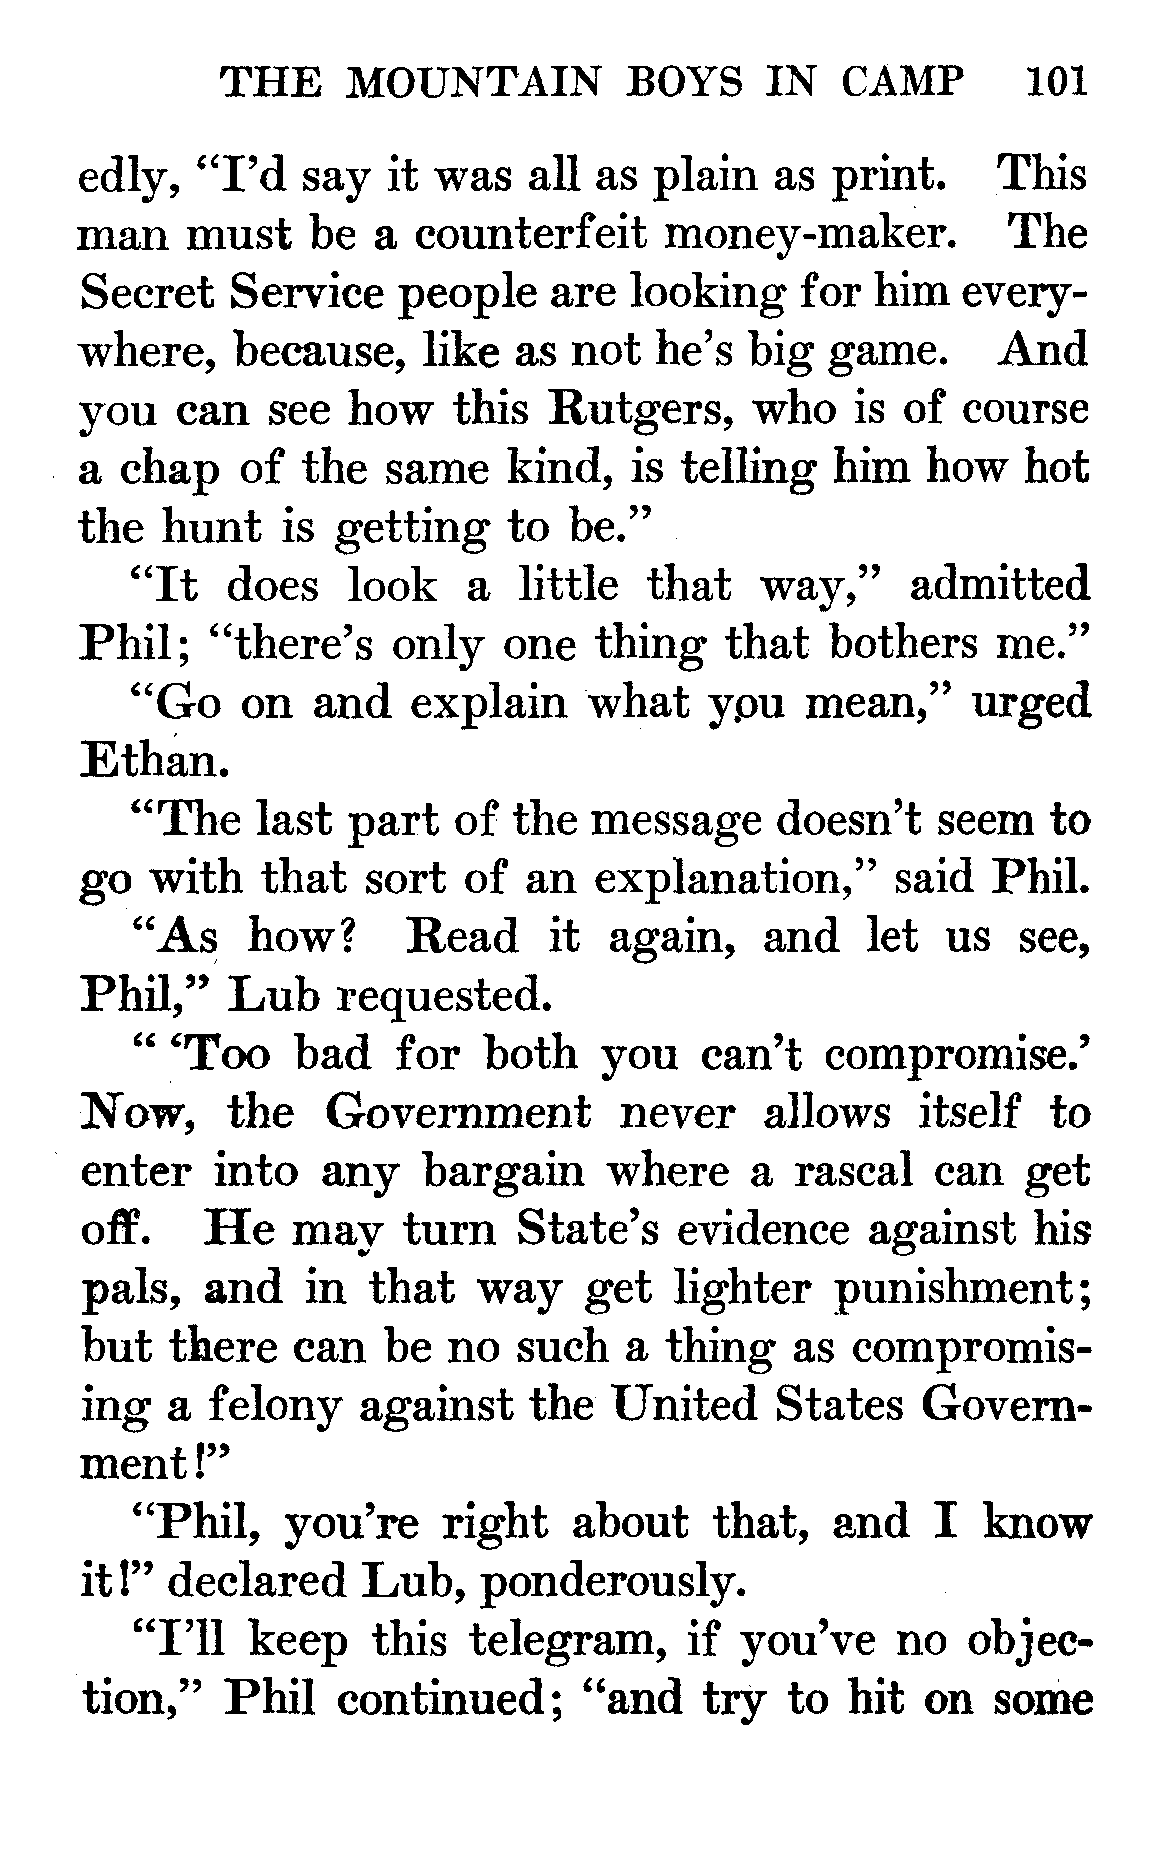 THE MOUNTAIN BOYS IN CAMP 101
edly, “I’d say it was all as plain as print. This
man must be a counterfeit money-maker. The
Secret Service people are looking for him every-
where, because, like as not he’s big game. And
you can see how this Rutgers, who is of course
a chap of the same kind, is telling him how hot
the hunt is getting to be.”
“It does look a little that way,” admitted
Phil; “there’s only one thing that bothers me.”
“Go on and explain what you mean,” urged
Ethan.
“The last part of the message doesn’t seem to
go with that sort of an explanation,” said Phil.
“As how? Read it again, and let us see,
Phil,” Lub requested.
“ ‘Too bad for both you can’t compromise.’
Now, the Government never allows itself to
enter into any bargain where a rascal can get
off. He may turn State’s evidence against his
pals, and in that way get lighter punishment;
but there can be no such a thing as compromis-
ing a felony against the United States Govern-
ment!”
“Phil, you’re right about that, and I know
it!” declared Lub, ponderously.
“I’ll keep this telegram, if you’ve no objec-
tion,” Phil continued; “and try to hit on some